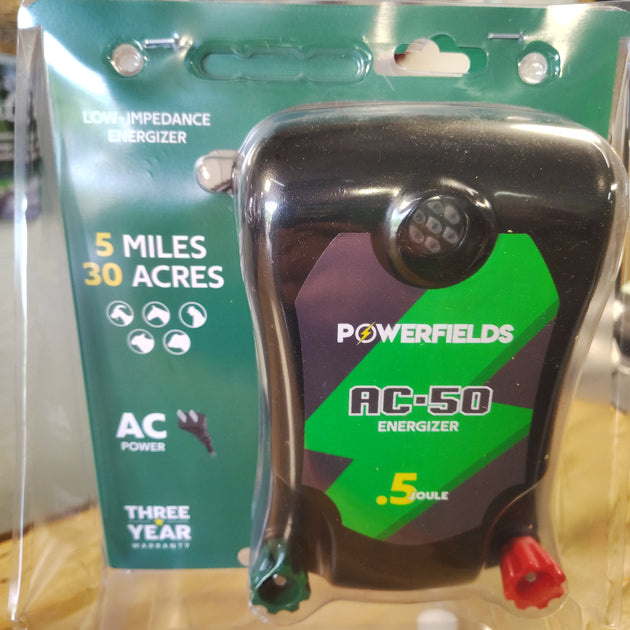 LOW-IMPEDANCE
ENERGIZER
5 MILES
30 ACRES
AC
POWER
THREE
YEAR
WARRANTY
POWERFIELDS
AC-50
ENERGIZER
.5 JOULE